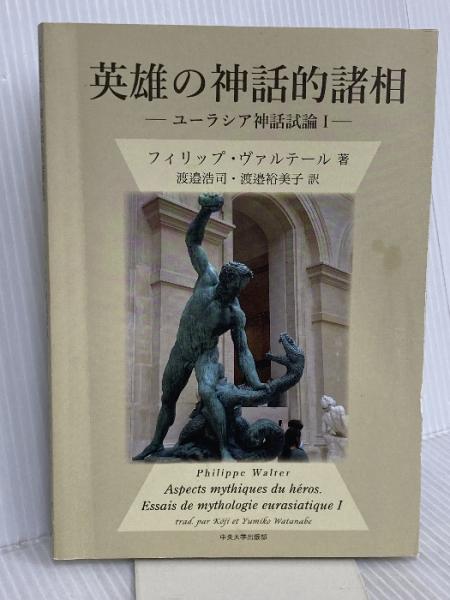 英雄の神話的諸相
― ユーラシア神話試論 I ―
フィリップ・ヴァルテール 著
渡邉浩司・渡邉裕美子 訳
Philippe Walter
Aspects mythiques du héros.
Essais de mythologie eurasiatique I
trad. par Kôji et Yumiko Watanabe
中央大学出版部